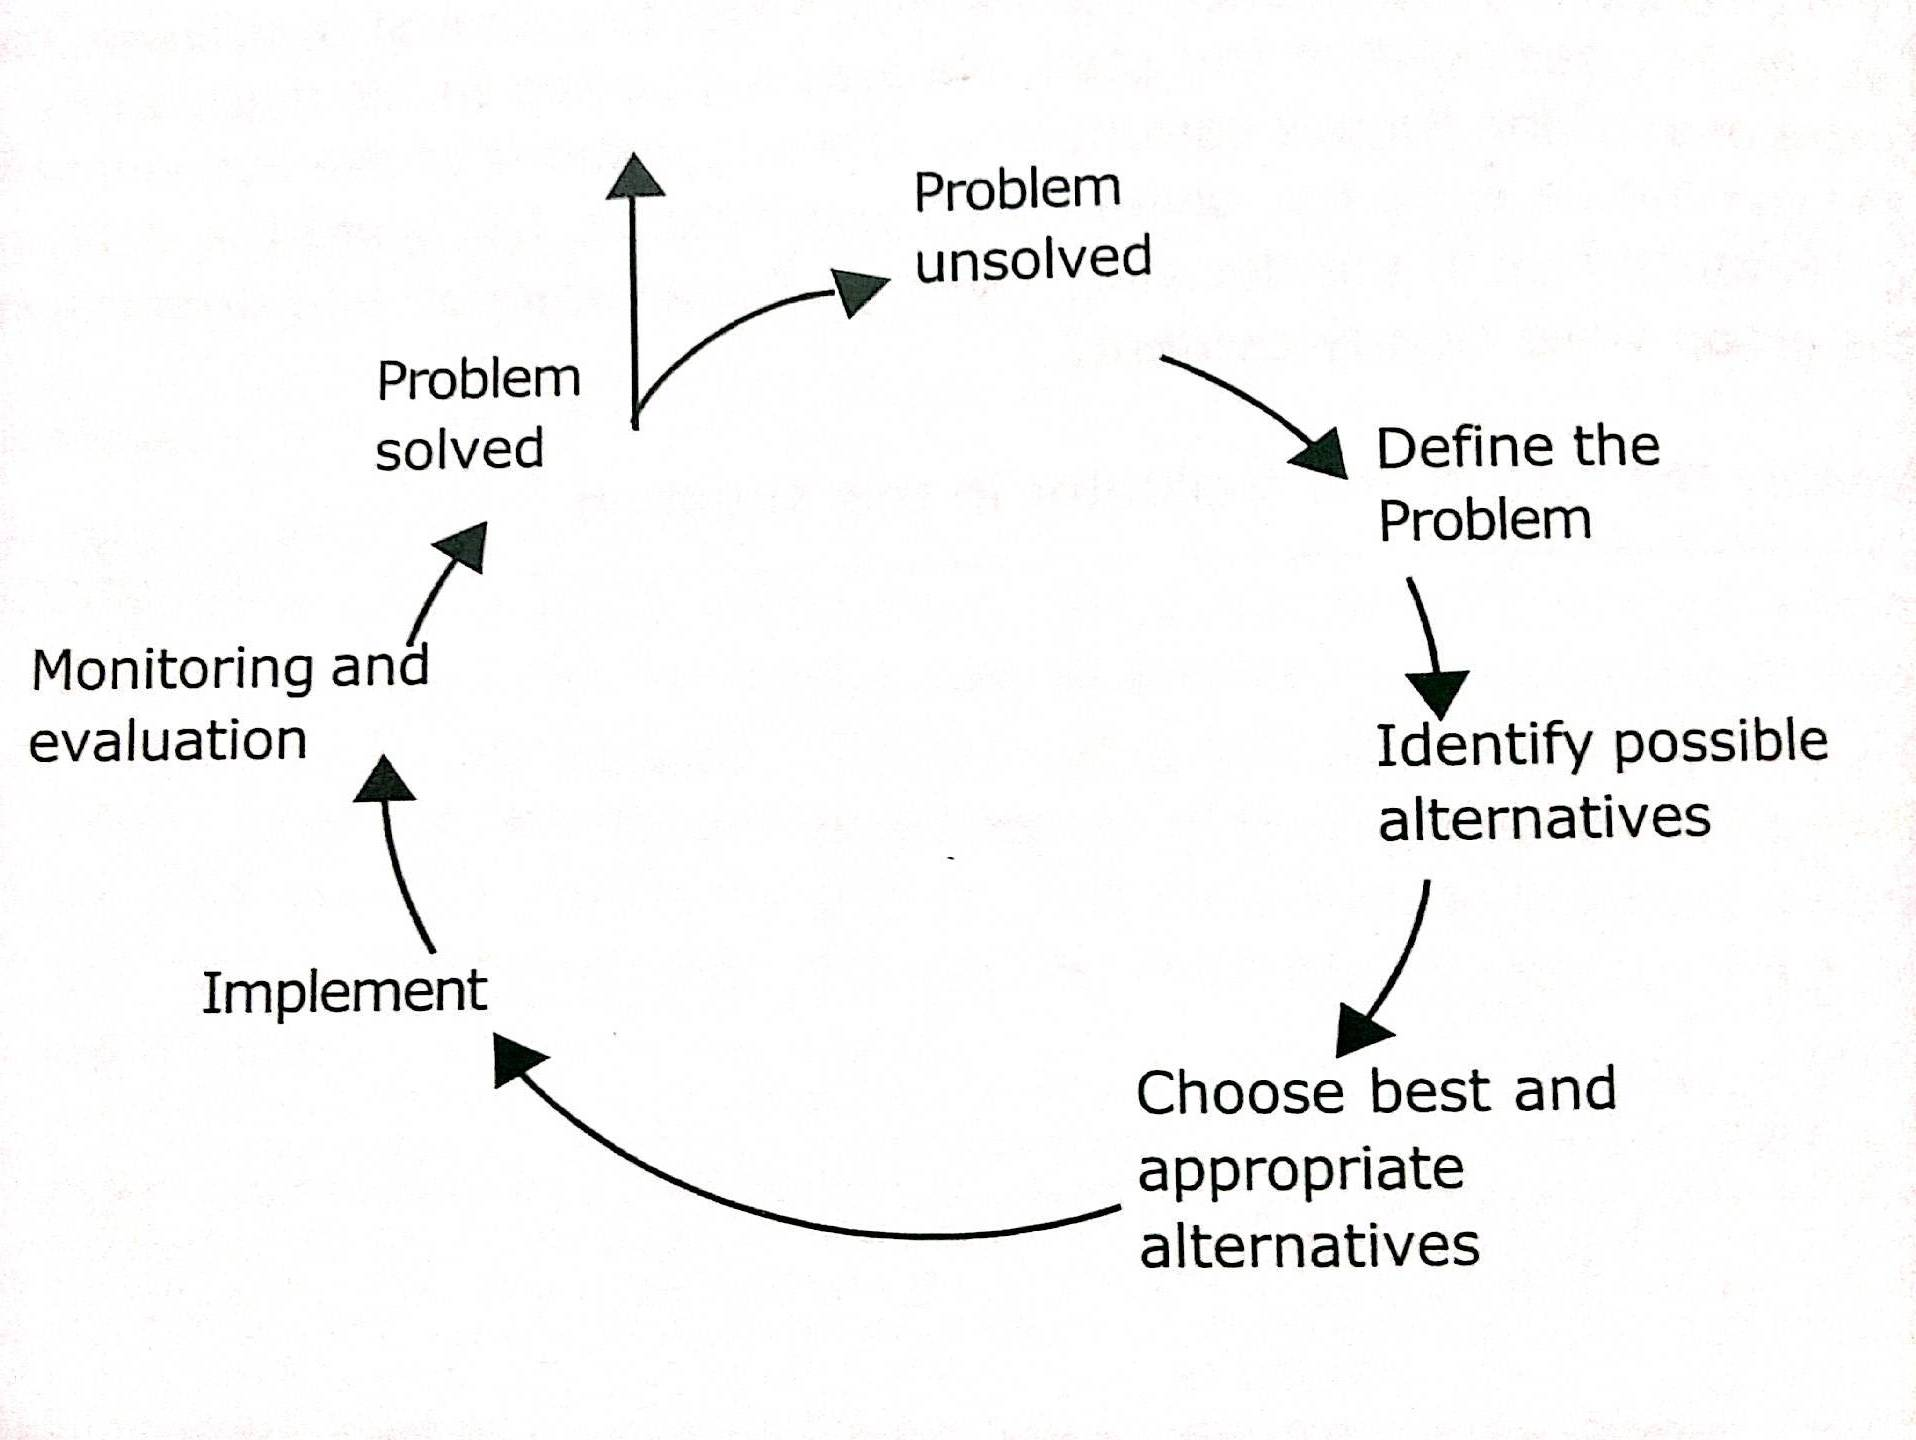 Problem
unsolved
Problem
solved
Define the
Problem
Monitoring and
evaluation
Identify possible
alternatives
Implement
Choose best and
appropriate
alternatives